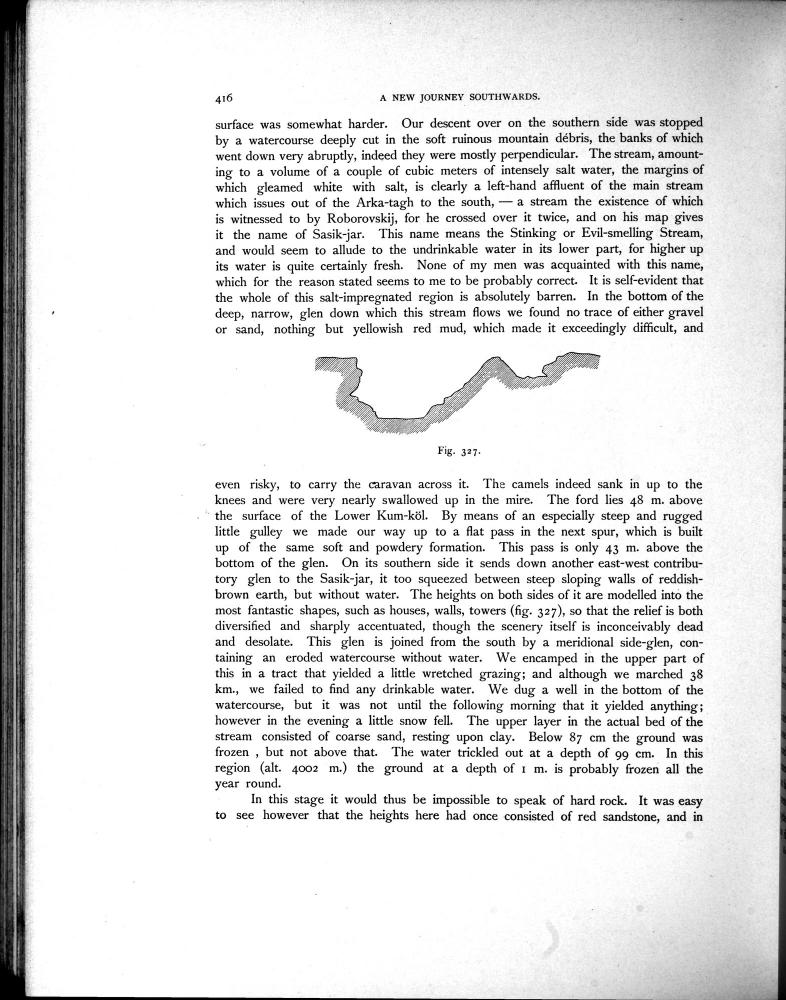 416
A NEW JOURNEY SOUTHWARDS.
surface was somewhat harder. Our descent over on the southern side was stopped
by a watercourse deeply cut in the soft ruinous mountain débris, the banks of which
went down very abruptly, indeed they were mostly perpendicular. The stream, amount-
ing to a volume of a couple of cubic meters of intensely salt water, the margins of
which gleamed white with salt, is clearly a left-hand affluent of the main stream
which issues out of the Arka-tagh to the south, — a stream the existence of which
is witnessed to by Roborovskij, for he crossed over it twice, and on his map gives
it the name of Sasik-jar. This name means the Stinking or Evil-smelling Stream,
and would seem to allude to the undrinkable water in its lower part, for higher up
its water is quite certainly fresh. None of my men was acquainted with this name,
which for the reason stated seems to me to be probably correct. It is self-evident that
the whole of this salt-impregnated region is absolutely barren. In the bottom of the
deep, narrow, glen down which this stream flows we found no trace of either gravel
or sand, nothing but yellowish red mud, which made it exceedingly difficult, and
Fig. 327.
even risky, to carry the caravan across it. The camels indeed sank in up to the
knees and were very nearly swallowed up in the mire. The ford lies 48 m. above
the surface of the Lower Kum-köl. By means of an especially steep and rugged
little gulley we made our way up to a flat pass in the next spur, which is built
up of the same soft and powdery formation. This pass is only 43 m. above the
bottom of the glen. On its southern side it sends down another east-west contribu-
tory glen to the Sasik-jar, it too squeezed between steep sloping walls of reddish-
brown earth, but without water. The heights on both sides of it are modelled into the
most fantastic shapes, such as houses, walls, towers (fig. 327), so that the relief is both
diversified and sharply accentuated, though the scenery itself is inconceivably dead
and desolate. This glen is joined from the south by a meridional side-glen, con-
taining an eroded watercourse without water. We encamped in the upper part of
this in a tract that yielded a little wretched grazing; and although we marched 38
km., we failed to find any drinkable water. We dug a well in the bottom of the
watercourse, but it was not until the following morning that it yielded anything;
however in the evening a little snow fell. The upper layer in the actual bed of the
stream consisted of coarse sand, resting upon clay. Below 87 cm the ground was
frozen , but not above that. The water trickled out at a depth of 99 cm. In this
region (alt. 4002 m.) the ground at a depth of 1 m. is probably frozen all the
year round.
In this stage it would thus be impossible to speak of hard rock. It was easy
to see however that the heights here had once consisted of red sandstone, and in